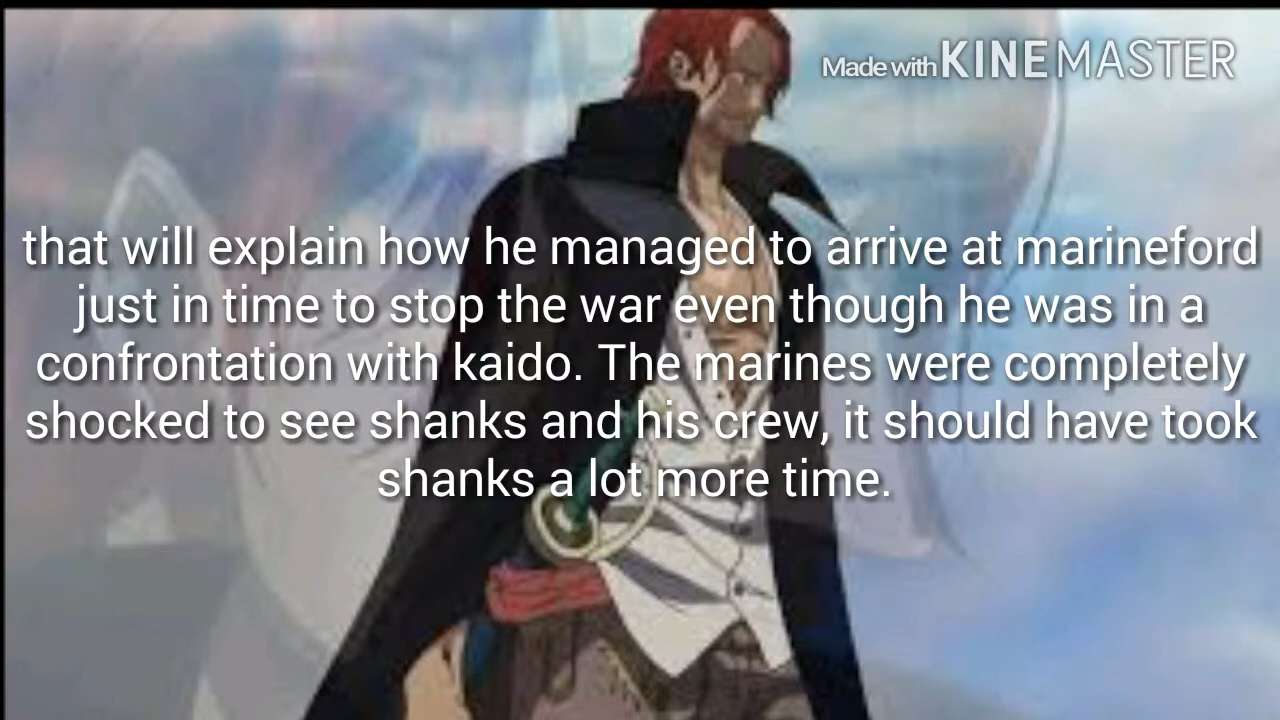 Made with KINEMASTER
that will explain how he managed to arrive at marineford
just in time to stop the war even though he was in a
confrontation with kaido. The marines were completely
shocked to see shanks and his crew, it should have took
shanks a lot more time.